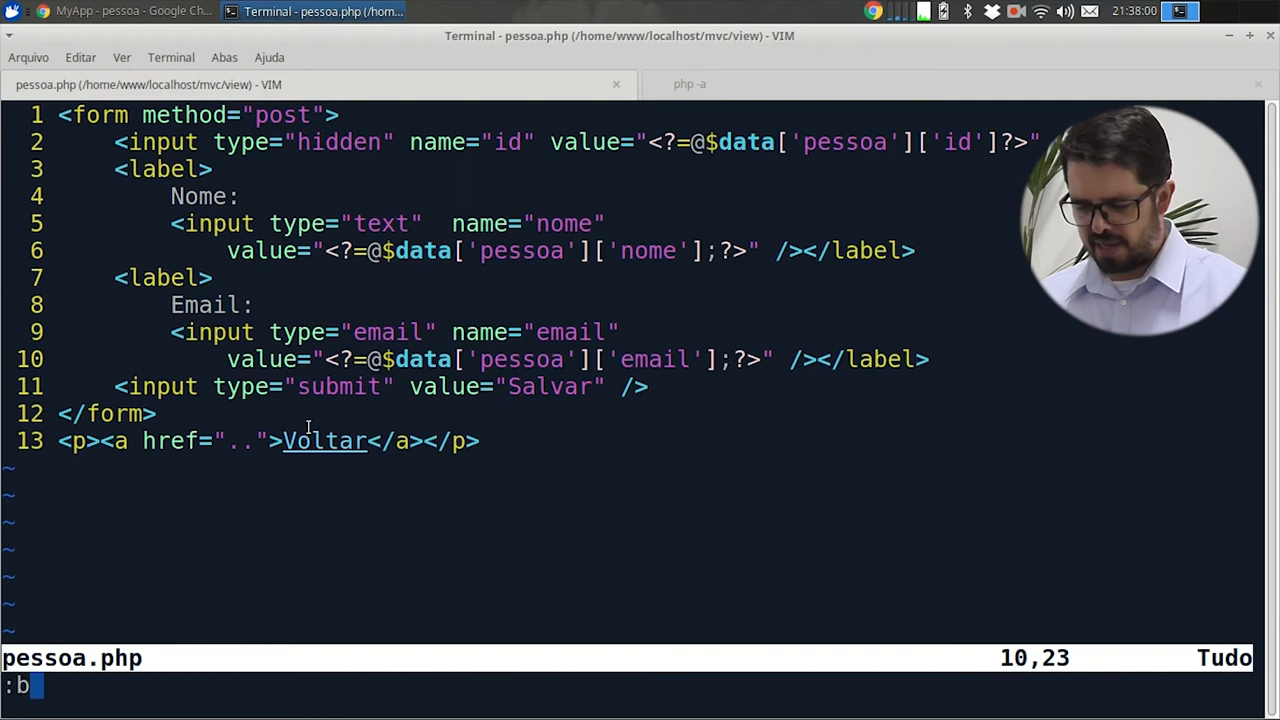 MyApp - pessoa - Google Ch...
Terminal - pessoa.php (/hom...
21:38:00
Terminal - pessoa.php (/home/www/localhost/mvc/view) - VIM
Arquivo Editar Ver Terminal Abas Ajuda
pessoa.php (/home/www/localhost/mvc/view) - VIM
php -a
1 <form method="post">
2 <input type="hidden" name="id" value="<?=@$data['pessoa']['id']?>"
3 <label>
4 Nome:
5 <input type="text" name="nome"
6 value="<?=@$data['pessoa']['nome'];?>" /></label>
7 <label>
8 Email:
9 <input type="email" name="email"
10 value="<?=@$data['pessoa']['email'];?>" /></label>
11 <input type="submit" value="Salvar" />
12 </form>
13 <p><a href="..">Voltar</a></p>
~
~
~
~
~
~
~
pessoa.php 10,23 Tudo
:b